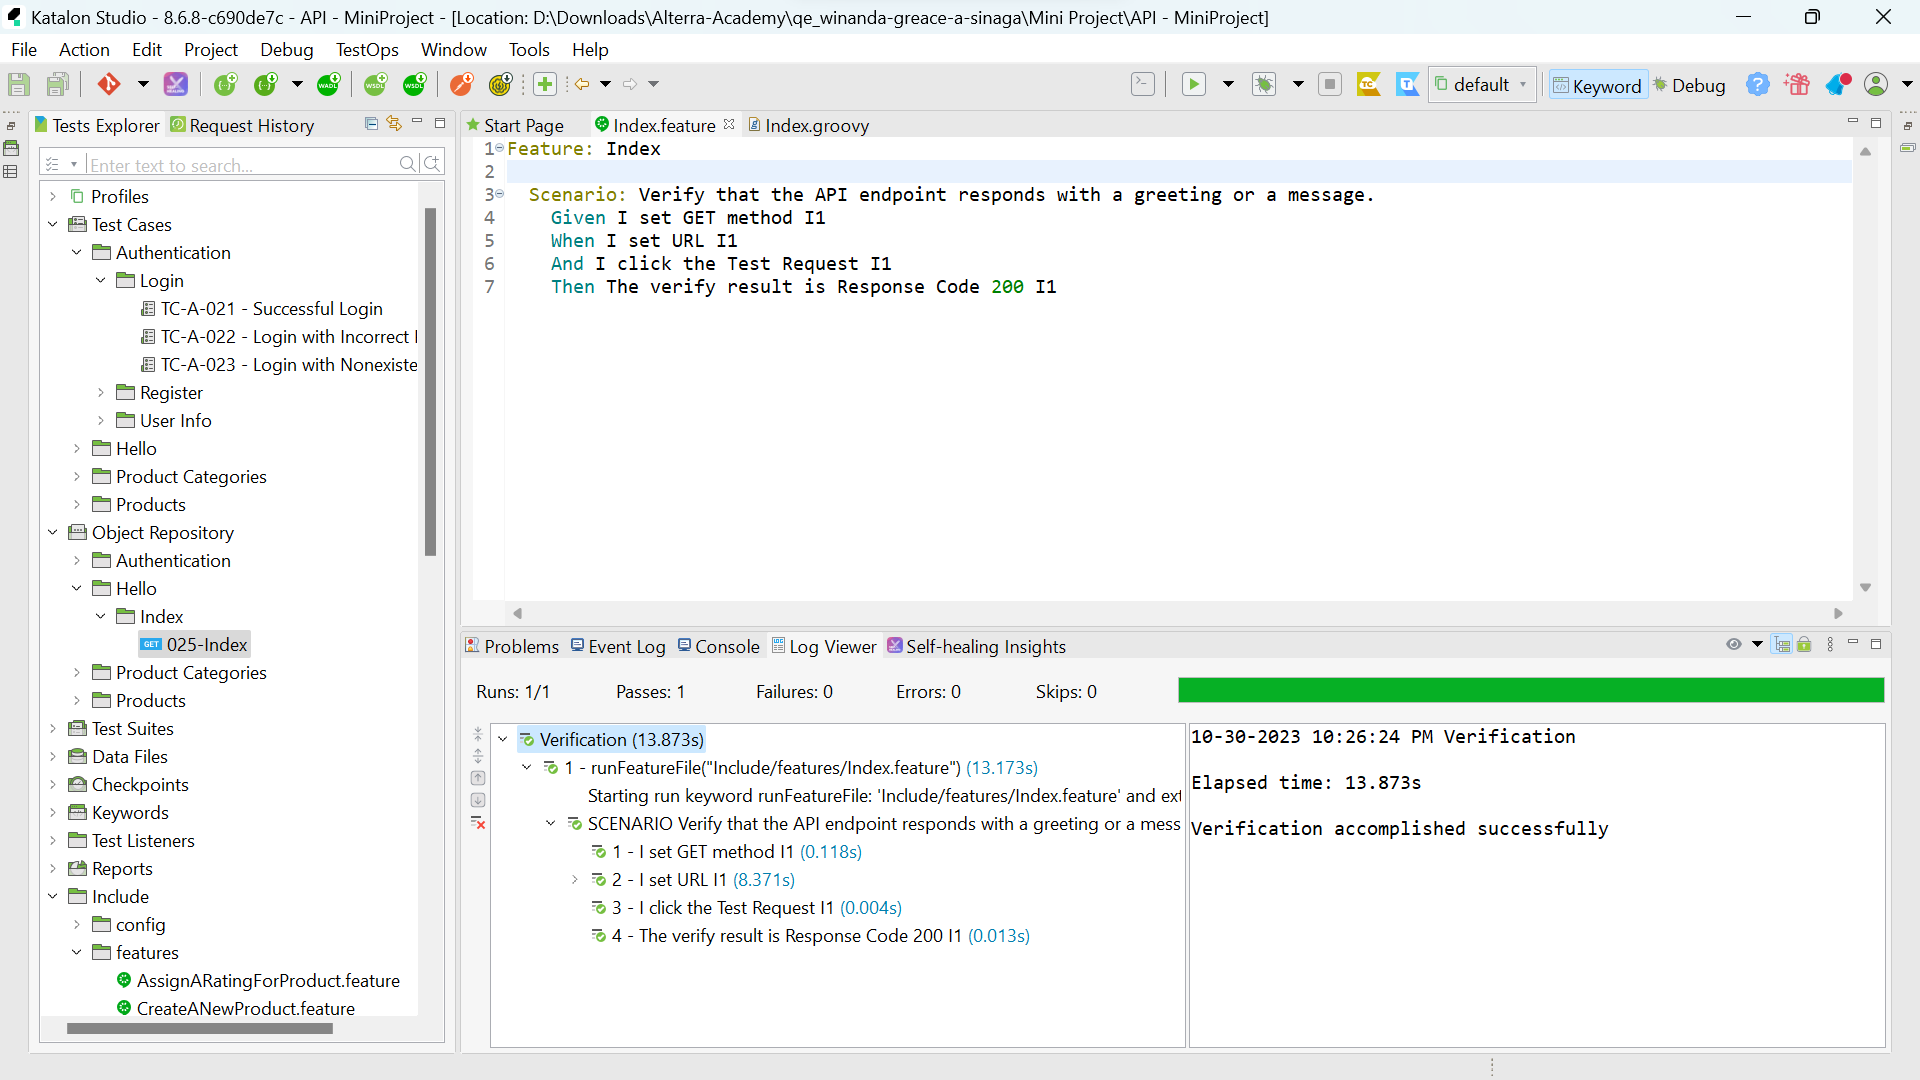 Katalon Studio - 8.6.8-c690de7c - API - MiniProject - [Location: D:\Downloads\Alterra-Academy\qe_winanda-greace-a-sinaga\Mini Project\API - MiniProject]
File Action Edit Project Debug TestOps Window Tools Help
default Keyword Debug
Tests Explorer Request History
Enter text to search...
Profiles
Test Cases
Authentication
Login
TC-A-021 - Successful Login
TC-A-022 - Login with Incorrect
TC-A-023 - Login with Nonexiste
Register
User Info
Hello
Product Categories
Products
Object Repository
Authentication
Hello
Index
GET 025-Index
Product Categories
Products
Test Suites
Data Files
Checkpoints
Keywords
Test Listeners
Reports
Include
config
features
AssignARatingForProduct.feature
CreateANewProduct.feature
Start Page Index.feature Index.groovy
1 Feature: Index
2
3 Scenario: Verify that the API endpoint responds with a greeting or a message.
4 Given I set GET method I1
5 When I set URL I1
6 And I click the Test Request I1
7 Then The verify result is Response Code 200 I1
Problems Event Log Console Log Viewer Self-healing Insights
Runs: 1/1 Passes: 1 Failures: 0 Errors: 0 Skips: 0
Verification (13.873s)
1 - runFeatureFile("Include/features/Index.feature") (13.173s)
Starting run keyword runFeatureFile: 'Include/features/Index.feature' and ext
SCENARIO Verify that the API endpoint responds with a greeting or a mess
1 - I set GET method I1 (0.118s)
2 - I set URL I1 (8.371s)
3 - I click the Test Request I1 (0.004s)
4 - The verify result is Response Code 200 I1 (0.013s)
10-30-2023 10:26:24 PM Verification
Elapsed time: 13.873s
Verification accomplished successfully